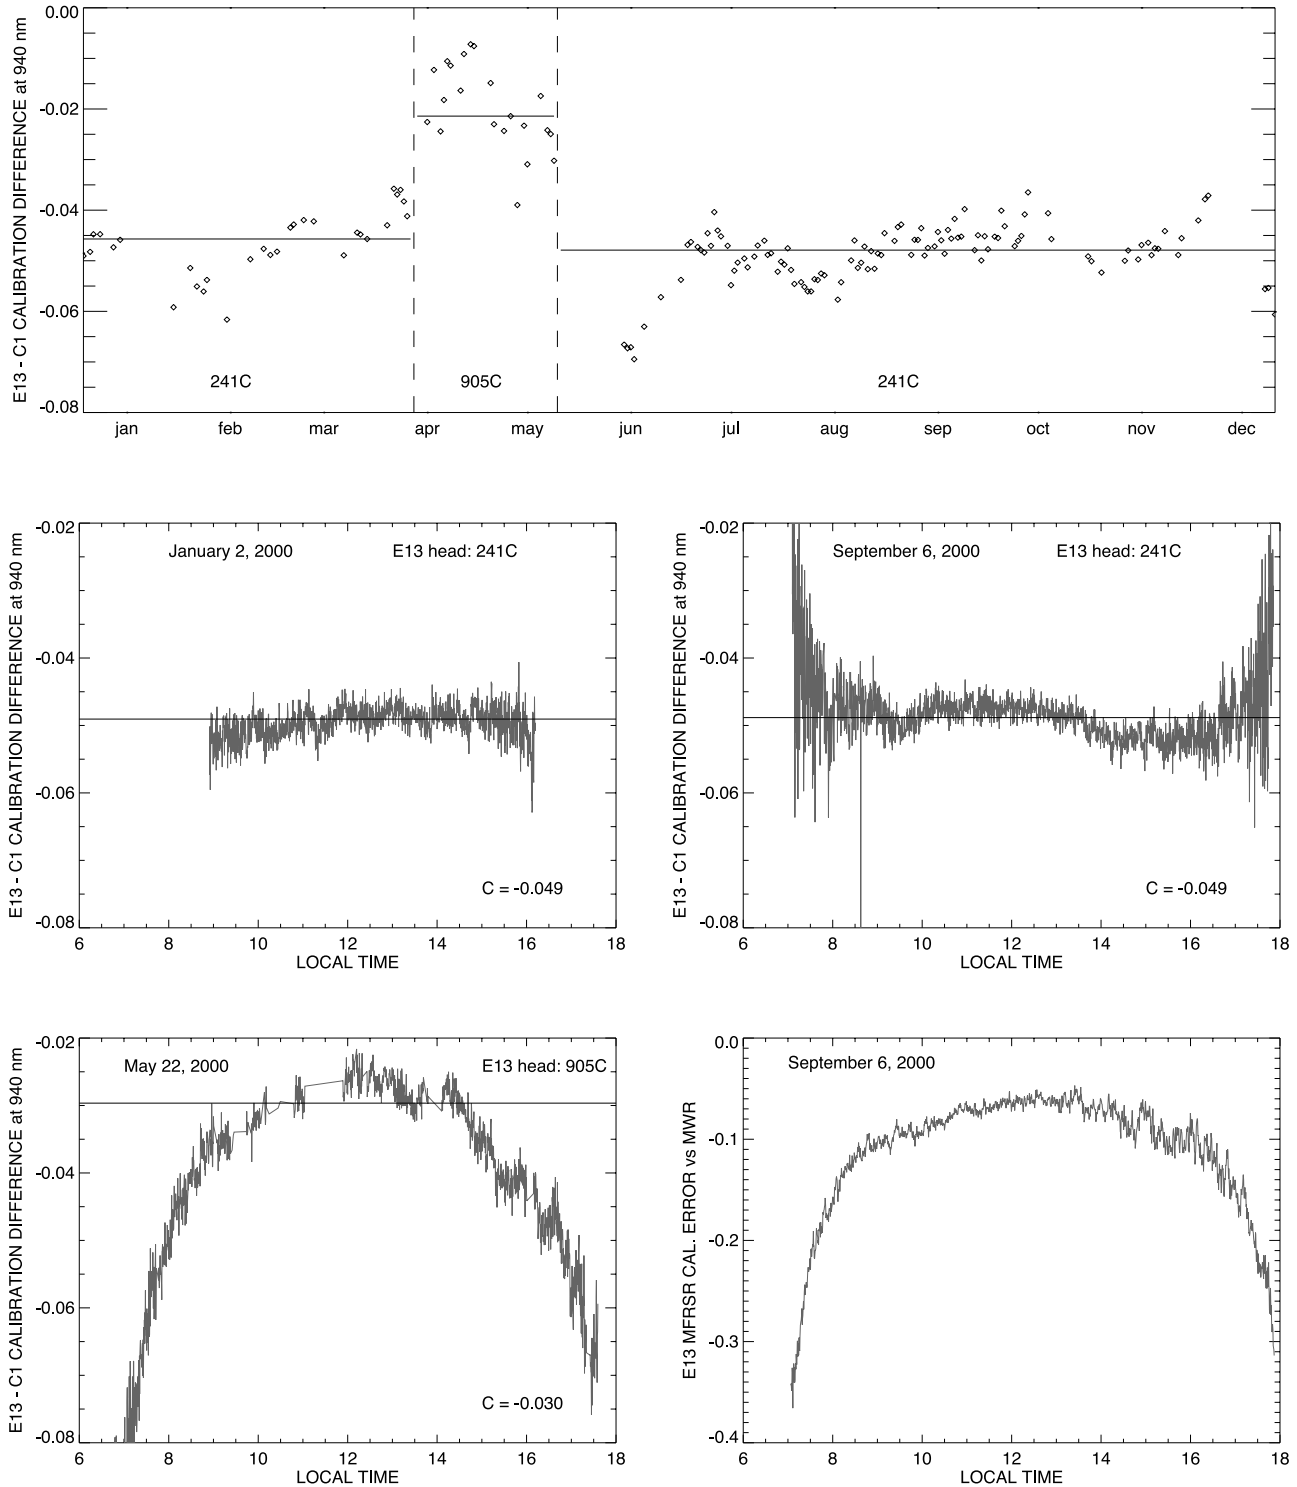 E13 - C1 CALIBRATION DIFFERENCE at 940 nm
0.00
-0.02
-0.04
-0.06
-0.08
241C
905C
241C
jan feb mar apr may jun jul aug sep oct nov dec
E13 - C1 CALIBRATION DIFFERENCE at 940 nm
-0.02
-0.04
-0.06
-0.08
January 2, 2000 E13 head: 241C
C = -0.049
6 8 10 12 14 16 18
LOCAL TIME
E13 - C1 CALIBRATION DIFFERENCE at 940 nm
-0.02
-0.04
-0.06
-0.08
September 6, 2000 E13 head: 241C
C = -0.049
6 8 10 12 14 16 18
LOCAL TIME
E13 - C1 CALIBRATION DIFFERENCE at 940 nm
-0.02
-0.04
-0.06
-0.08
May 22, 2000 E13 head: 905C
C = -0.030
6 8 10 12 14 16 18
LOCAL TIME
E13 MFRSR CAL. ERROR vs MWR
0.0
-0.1
-0.2
-0.3
-0.4
September 6, 2000
6 8 10 12 14 16 18
LOCAL TIME